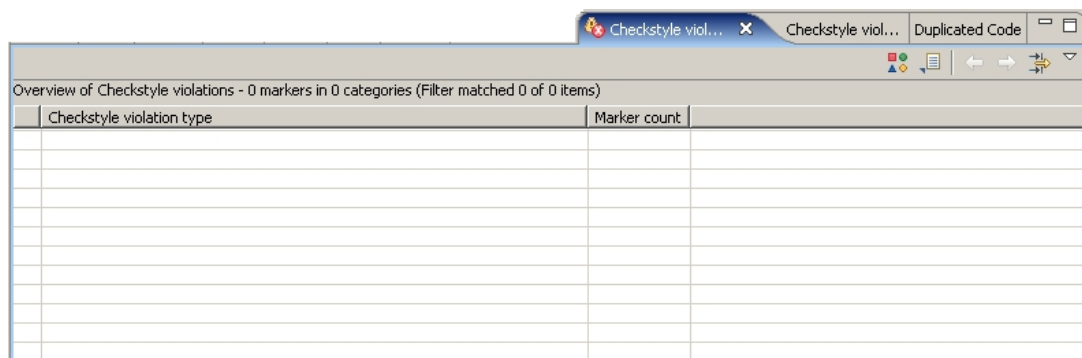 Checkstyle viol... Checkstyle viol... Duplicated Code
Overview of Checkstyle violations - 0 markers in 0 categories (Filter matched 0 of 0 items)
Checkstyle violation type Marker count